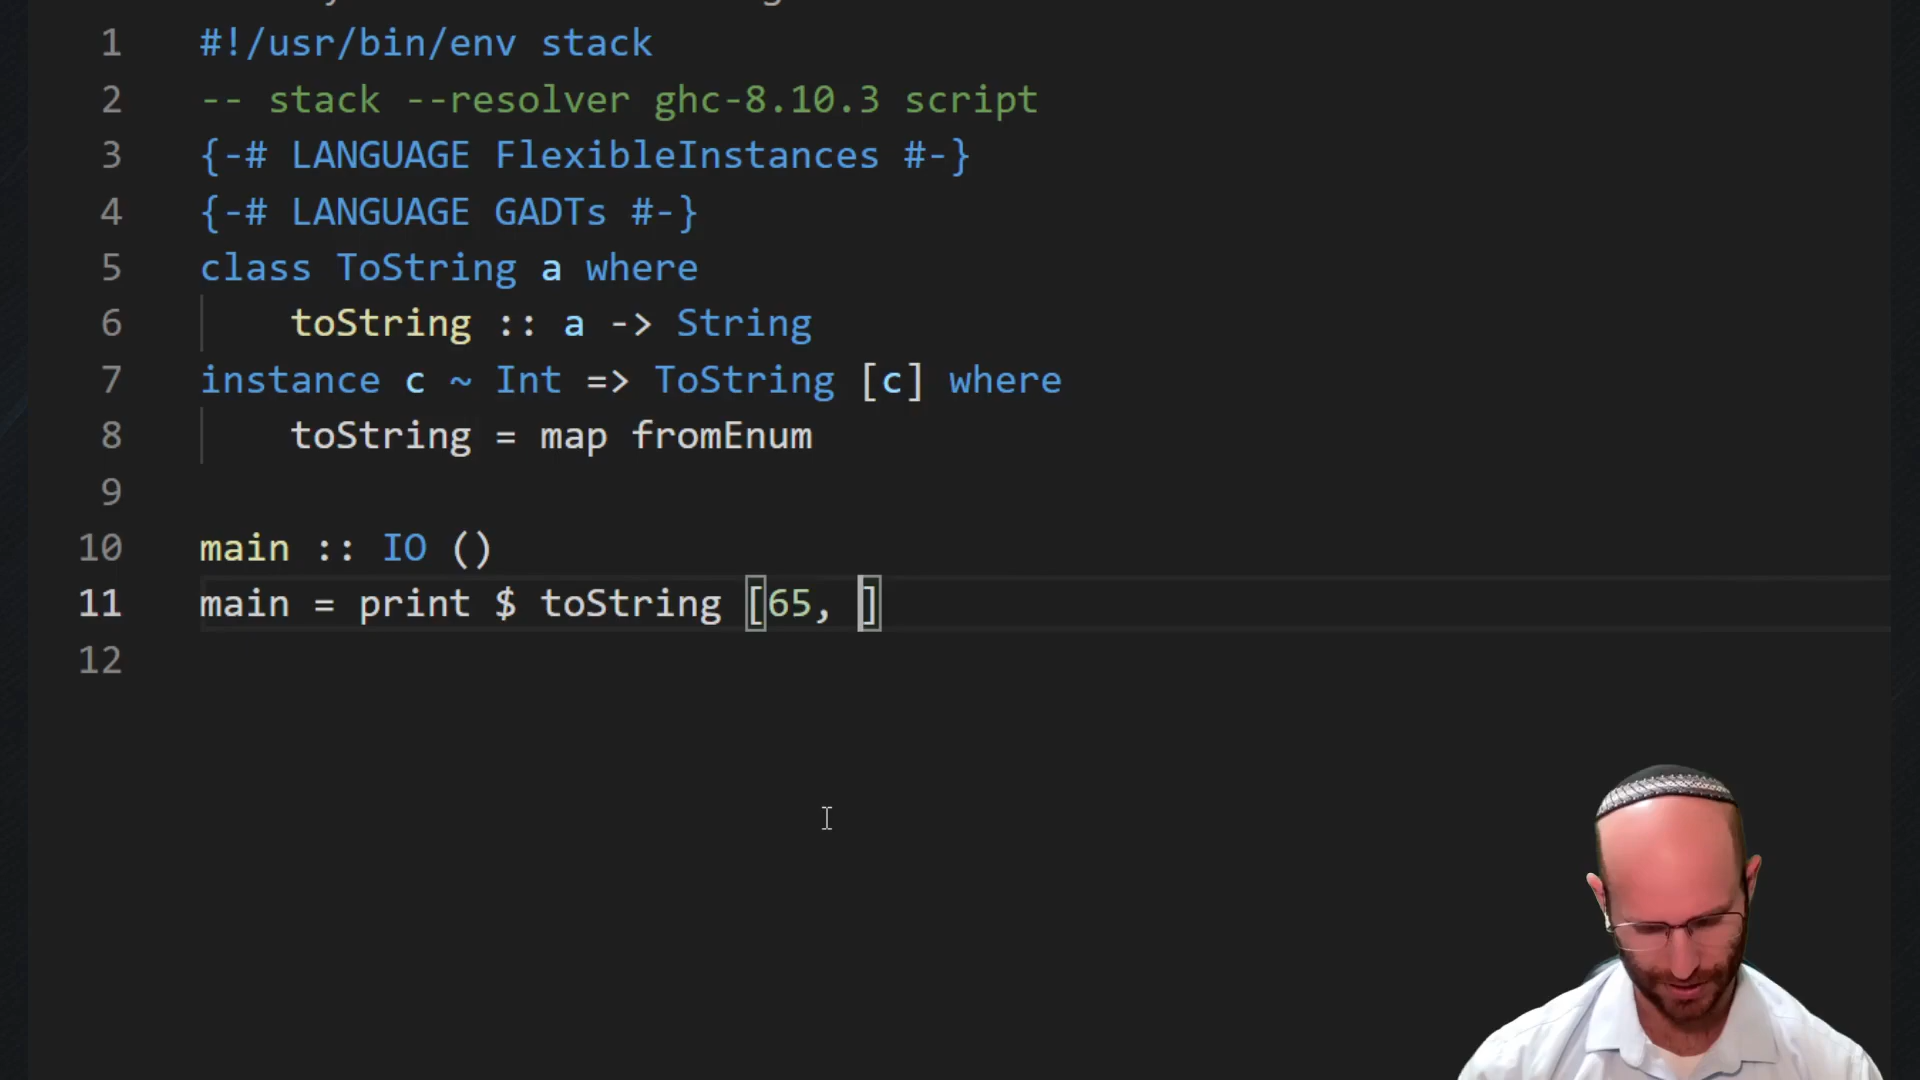 1 #!/usr/bin/env stack
2 -- stack --resolver ghc-8.10.3 script
3 {-# LANGUAGE FlexibleInstances #-}
4 {-# LANGUAGE GADTs #-}
5 class ToString a where
6 toString :: a -> String
7 instance c ~ Int => ToString [c] where
8 toString = map fromEnum
9
10 main :: IO ()
11 main = print $ toString [65, ]
12